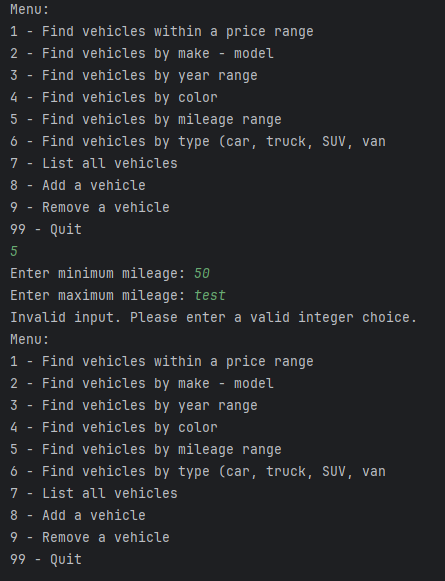 Menu:
1 - Find vehicles within a price range
2 - Find vehicles by make - model
3 - Find vehicles by year range
4 - Find vehicles by color
5 - Find vehicles by mileage range
6 - Find vehicles by type (car, truck, SUV, van
7 - List all vehicles
8 - Add a vehicle
9 - Remove a vehicle
99 - Quit
5
Enter minimum mileage: 50
Enter maximum mileage: test
Invalid input. Please enter a valid integer choice.
Menu:
1 - Find vehicles within a price range
2 - Find vehicles by make - model
3 - Find vehicles by year range
4 - Find vehicles by color
5 - Find vehicles by mileage range
6 - Find vehicles by type (car, truck, SUV, van
7 - List all vehicles
8 - Add a vehicle
9 - Remove a vehicle
99 - Quit